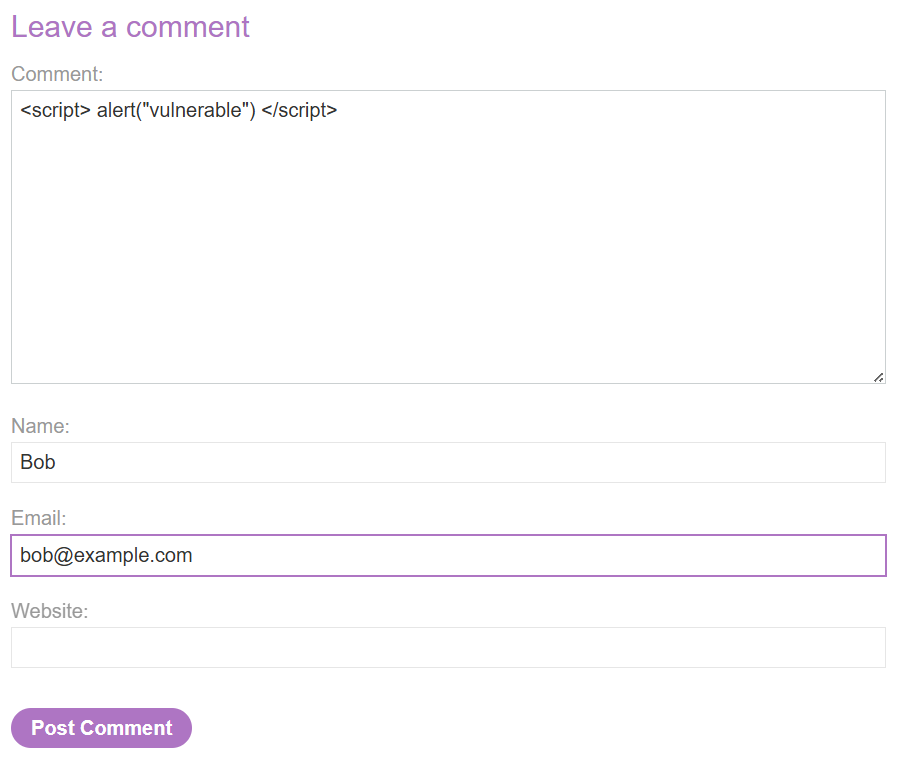 Leave a comment
Comment:
<script> alert("vulnerable") </script>
Name:
Bob
Email:
bob@example.com
Website:
Post Comment